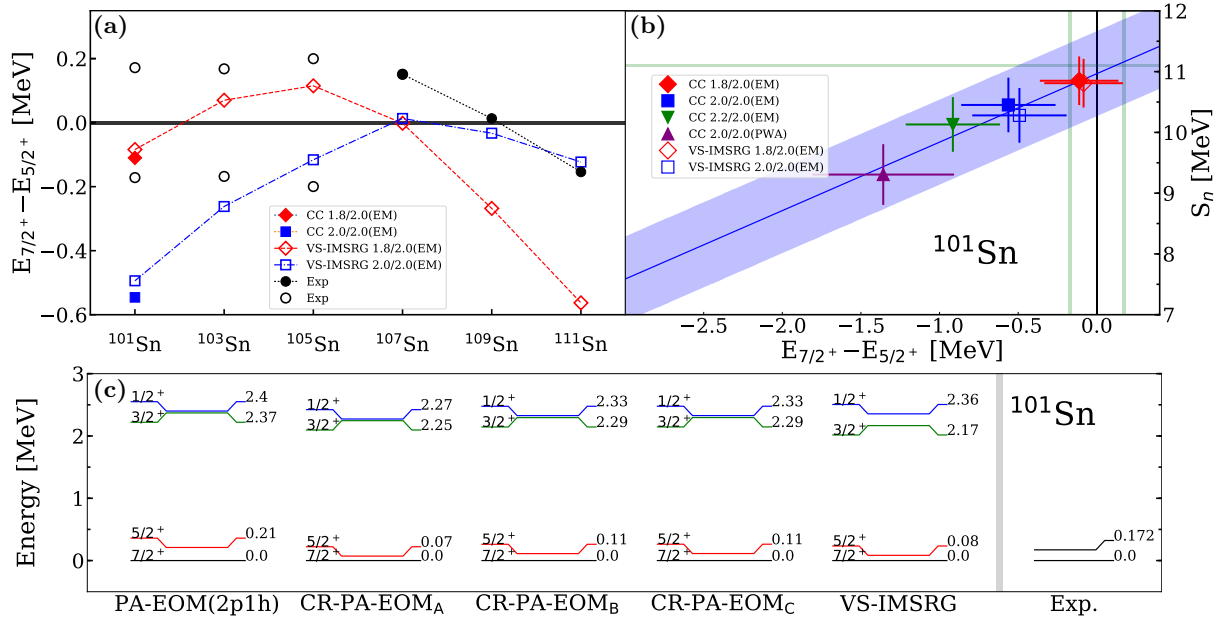 (a)
E7/2+−E5/2+ [MeV]
0.2
0.0
−0.2
−0.4
−0.6
CC 1.8/2.0(EM)
CC 2.0/2.0(EM)
VS-IMSRG 1.8/2.0(EM)
VS-IMSRG 2.0/2.0(EM)
Exp
Exp
101Sn 103Sn 105Sn 107Sn 109Sn 111Sn
(b)
CC 1.8/2.0(EM)
CC 2.0/2.0(EM)
CC 2.2/2.0(EM)
CC 2.0/2.0(PWA)
VS-IMSRG 1.8/2.0(EM)
VS-IMSRG 2.0/2.0(EM)
101Sn
12
11
10
9
8
7
Sn [MeV]
−2.5 −2.0 −1.5 −1.0 −0.5 0.0
E7/2+−E5/2+ [MeV]
(c)
Energy [MeV]
3
2
1
0
1/2+ 2.4
3/2+ 2.37
5/2+ 0.21
7/2+ 0.0
1/2+ 2.27
3/2+ 2.25
5/2+ 0.07
7/2+ 0.0
1/2+ 2.33
3/2+ 2.29
5/2+ 0.11
7/2+ 0.0
1/2+ 2.33
3/2+ 2.29
5/2+ 0.11
7/2+ 0.0
1/2+ 2.36
3/2+ 2.17
5/2+ 0.08
7/2+ 0.0
101Sn
0.172
0.0
PA-EOM(2p1h) CR-PA-EOMA CR-PA-EOMB CR-PA-EOMC VS-IMSRG Exp.